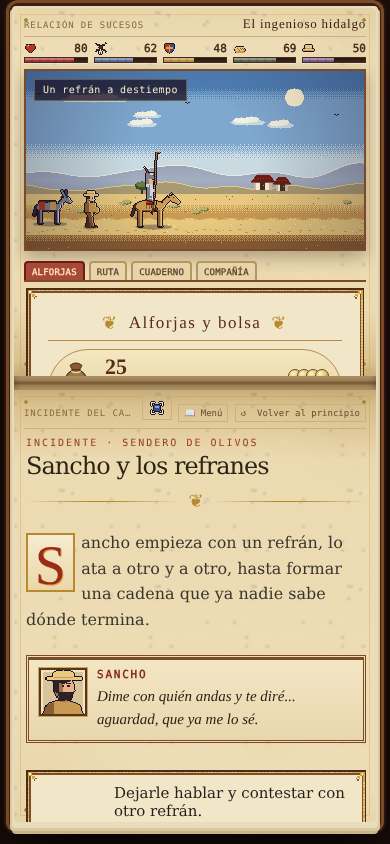 RELACIÓN DE SUCESOS
El ingenioso hidalgo
80 62 48 69 50
Un refrán a destiempo
ALFORJAS RUTA CUADERNO COMPAÑÍA
Alforjas y bolsa
25
INCIDENTE DEL CA… 📖 Menú ↺ Volver al principio
INCIDENTE · SENDERO DE OLIVOS
Sancho y los refranes
Sancho empieza con un refrán, lo
ata a otro y a otro, hasta formar
una cadena que ya nadie sabe
dónde termina.
SANCHO
Dime con quién andas y te diré...
aguardad, que ya me lo sé.
Dejarle hablar y contestar con
otro refrán.